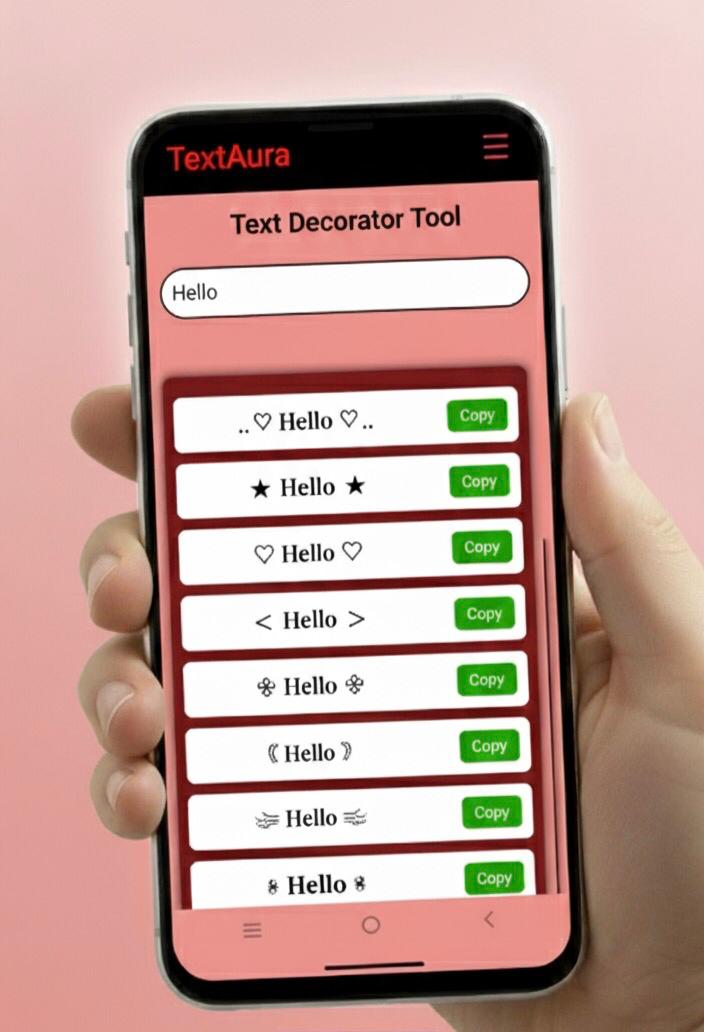 TextAura
Text Decorator Tool
Hello
..♡ Hello ♡.. Copy
★ Hello ★ Copy
♡ Hello ♡ Copy
< Hello > Copy
Hello Copy
Hello Copy
Hello Copy
Hello Copy